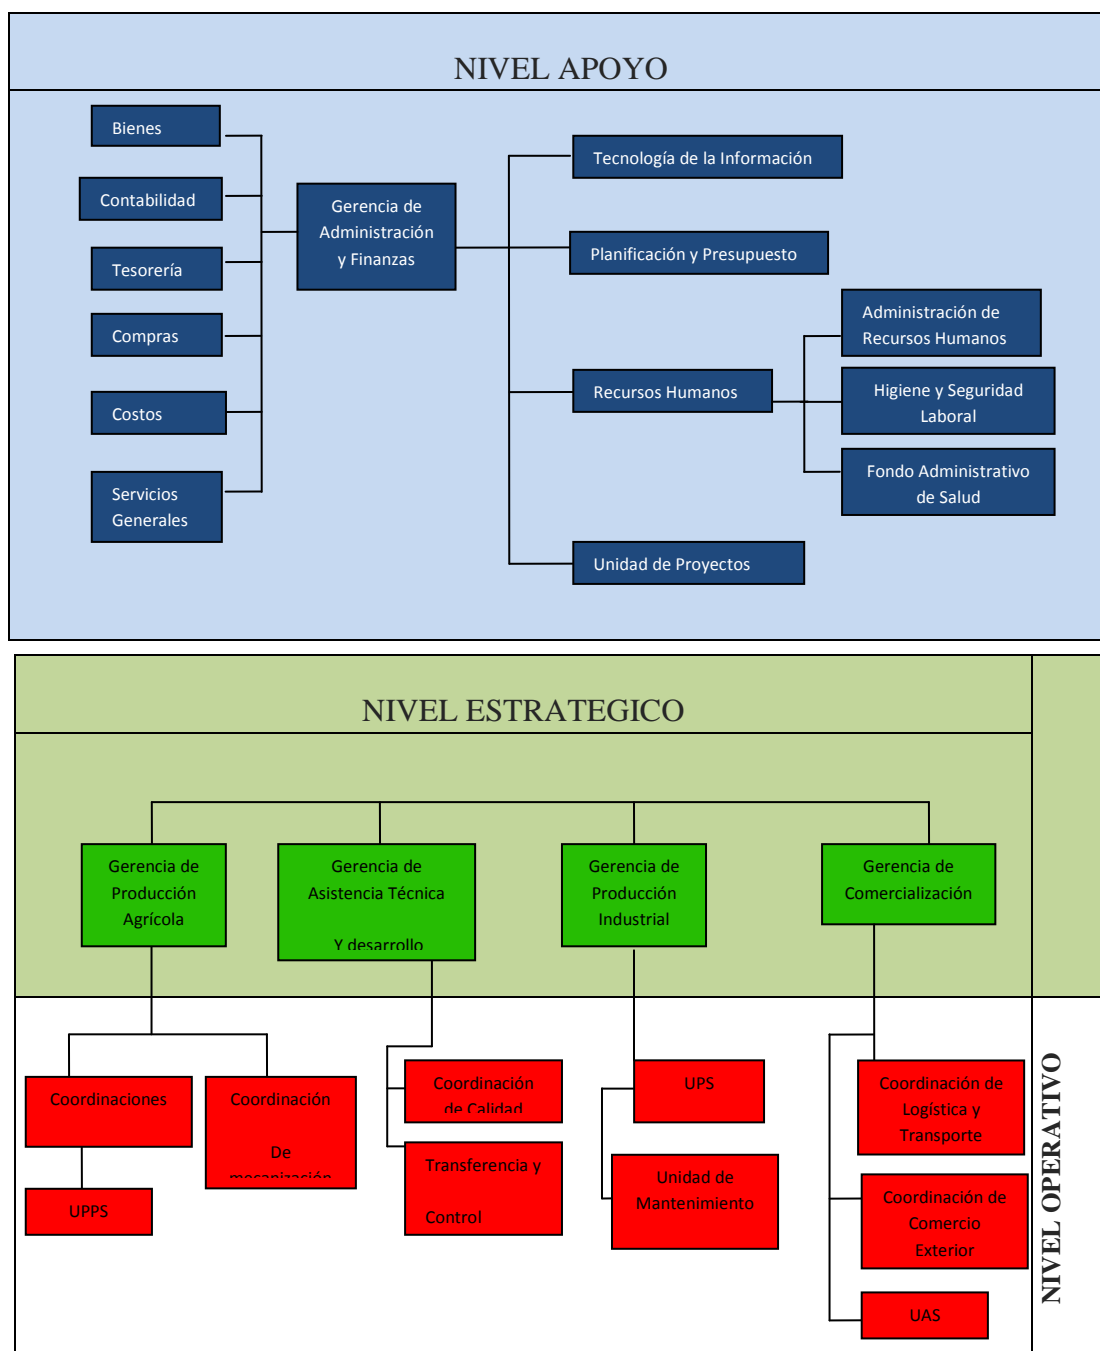 NIVEL APOYO
Bienes
Contabilidad
Tesorería
Compras
Costos
Servicios
Generales
Gerencia de
Administración
y Finanzas
Tecnología de la Información
Planificación y Presupuesto
Recursos Humanos
Unidad de Proyectos
Administración de
Recursos Humanos
Higiene y Seguridad
Laboral
Fondo Administrativo
de Salud
NIVEL ESTRATEGICO
Gerencia de
Producción
Agrícola
Gerencia de
Asistencia Técnica
Y desarrollo
Gerencia de
Producción
Industrial
Gerencia de
Comercialización
Coordinaciones
UPPS
Coordinación
De
mecanización
Coordinación
de Calidad
Transferencia y
Control
UPS
Unidad de
Mantenimiento
Coordinación de
Logística y
Transporte
Coordinación de
Comercio
Exterior
UAS
NIVEL OPERATIVO